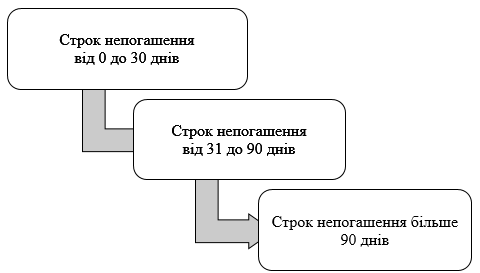 Строк непогашення
від 0 до 30 днів
Строк непогашення
від 31 до 90 днів
Строк непогашення більше
90 днів